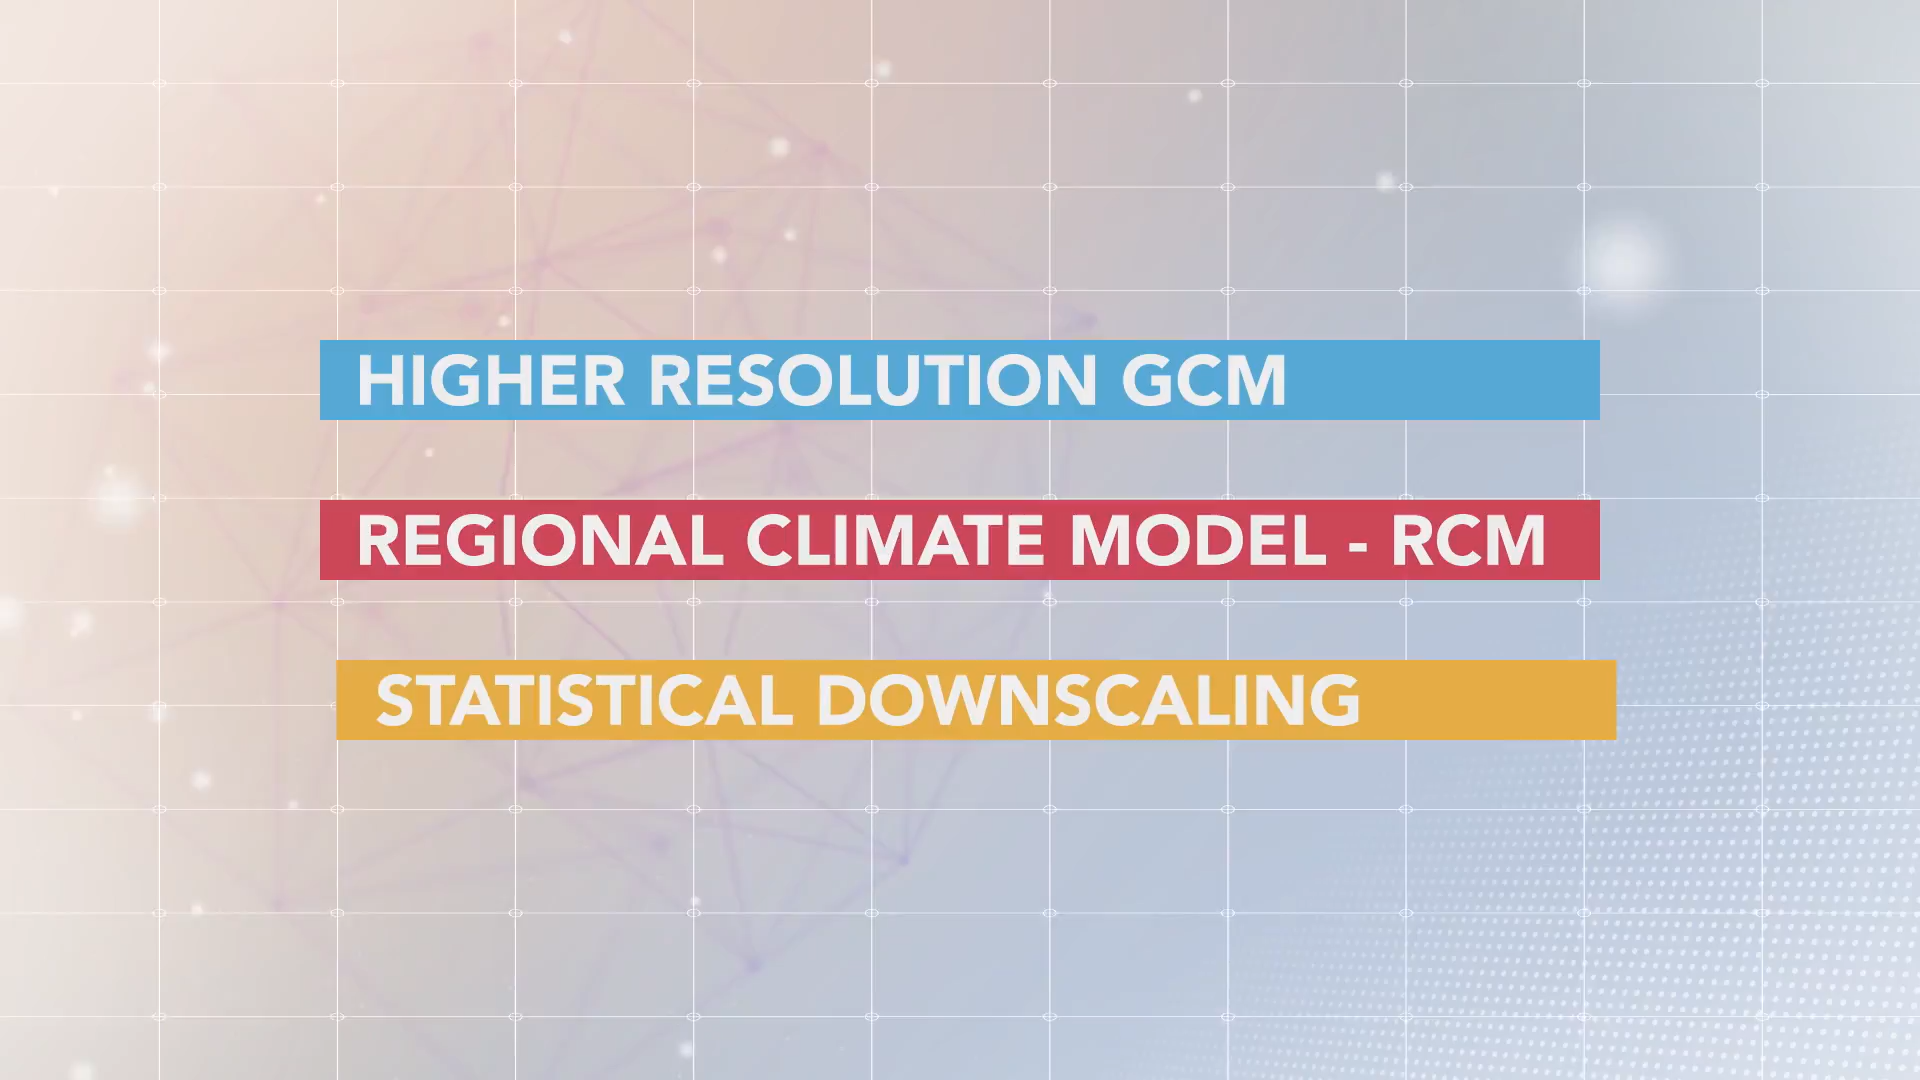 HIGHER RESOLUTION GCM
REGIONAL CLIMATE MODEL - RCM
STATISTICAL DOWNSCALING